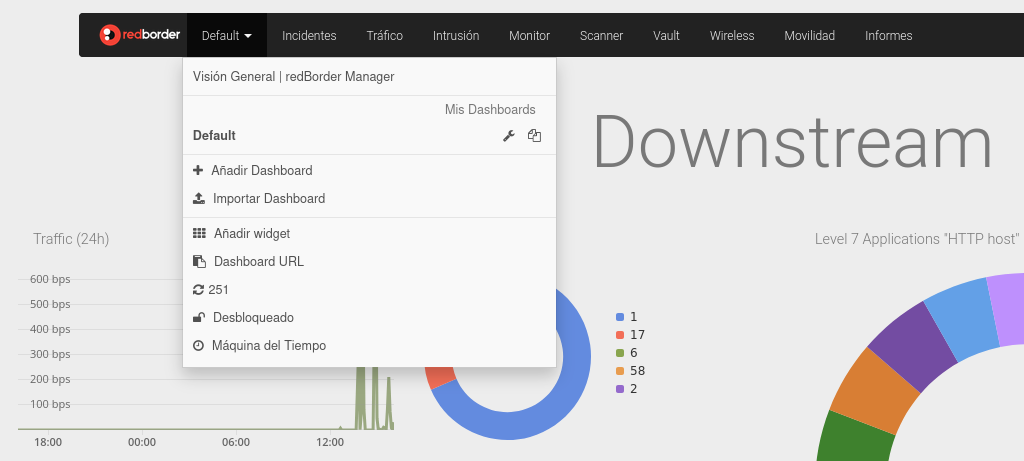 redborder Default Incidentes Tráfico Intrusión Monitor Scanner Vault Wireless Movilidad Informes
Visión General | redBorder Manager
Mis Dashboards
Default
Añadir Dashboard
Importar Dashboard
Añadir widget
Dashboard URL
251
Desbloqueado
Máquina del Tiempo
Downstream
Traffic (24h)
600 bps
500 bps
400 bps
300 bps
200 bps
100 bps
18:00 00:00 06:00 12:00
1
17
6
58
2
Level 7 Applications "HTTP host"